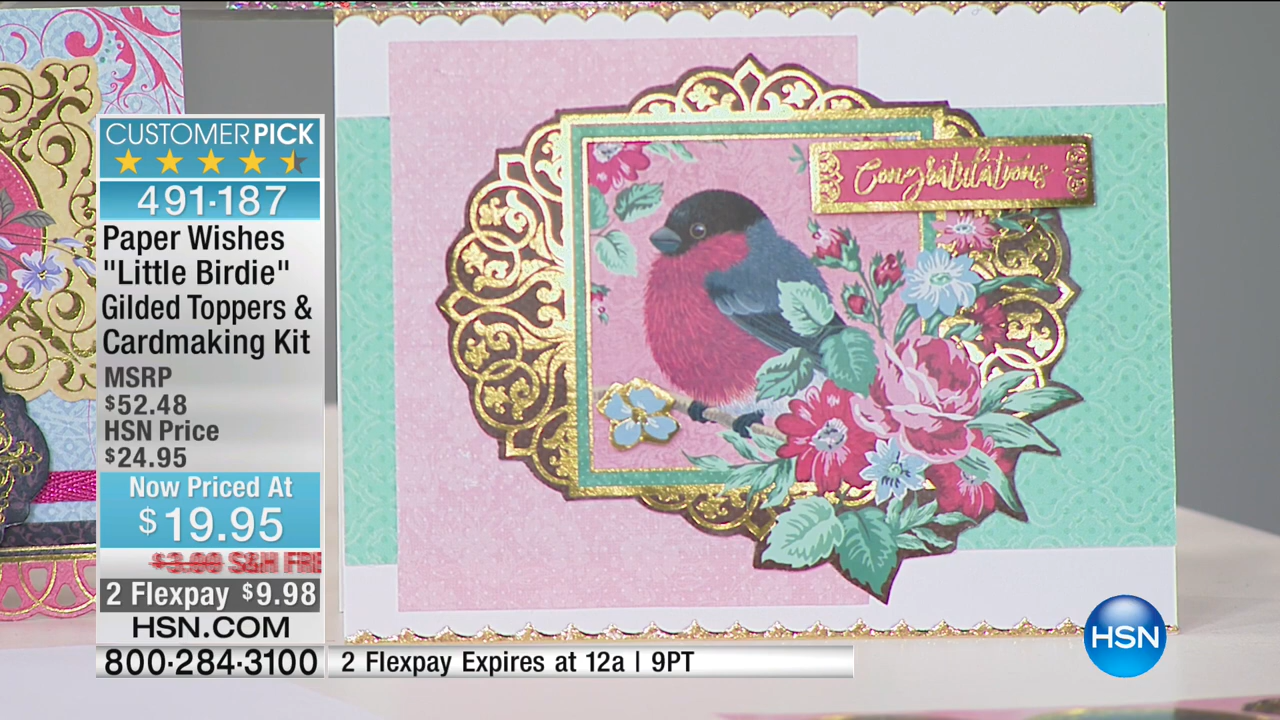 CUSTOMER PICK
491·187
Paper Wishes
"Little Birdie"
Gilded Toppers &
Cardmaking Kit
MSRP
$52.48
HSN Price
$24.95
Now Priced At
$19.95
$3.00 S&H FRE
2 Flexpay $9.98
HSN.COM
800·284·3100
2 Flexpay Expires at 12a | 9PT
Congratulations
HSN